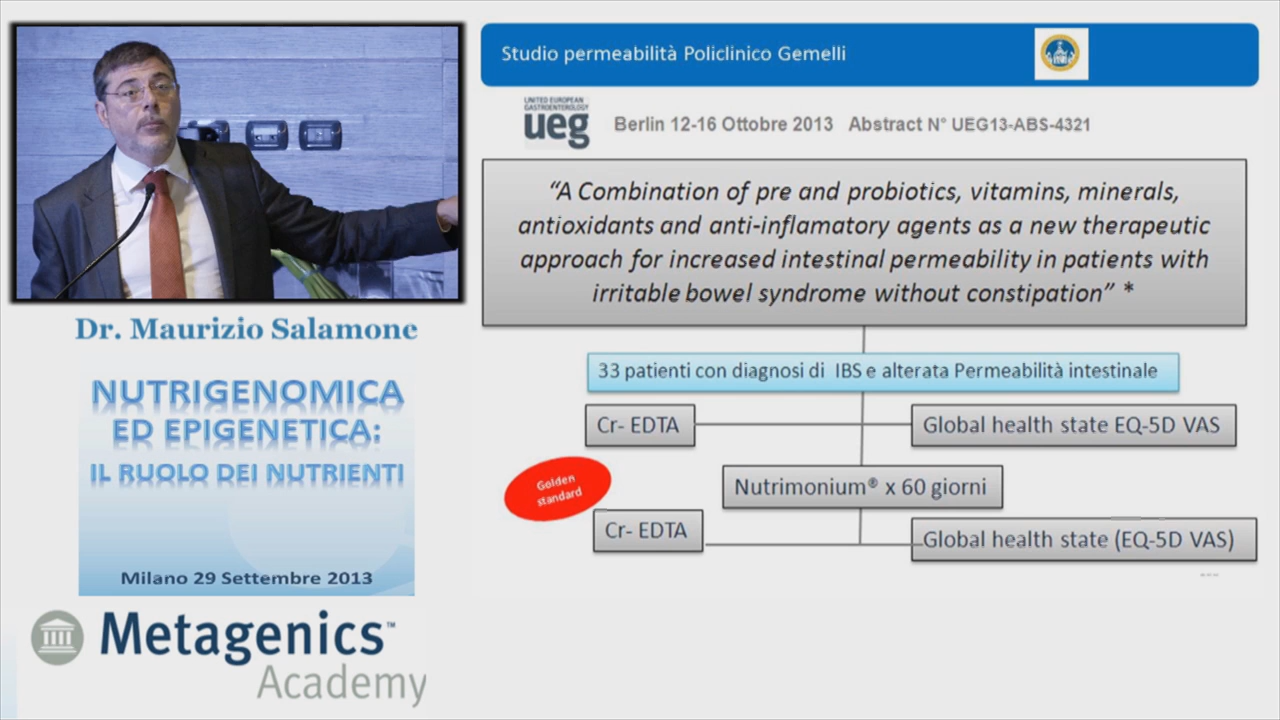 Studio permeabilità Policlinico Gemelli
UNITED EUROPEAN
GASTROENTEROLOGY
ueg
Berlin 12-16 Ottobre 2013 Abstract N° UEG13-ABS-4321
“A Combination of pre and probiotics, vitamins, minerals,
antioxidants and anti-inflamatory agents as a new therapeutic
approach for increased intestinal permeability in patients with
irritable bowel syndrome without constipation” *
33 patienti con diagnosi di IBS e alterata Permeabilità intestinale
Cr- EDTA
Global health state EQ-5D VAS
Golden
standard
Nutrimonium® x 60 giorni
Cr- EDTA
Global health state (EQ-5D VAS)
Dr. Maurizio Salamone
NUTRIGENOMICA
ED EPIGENETICA:
IL RUOLO DEI NUTRIENTI
Milano 29 Settembre 2013
Metagenics™
Academy